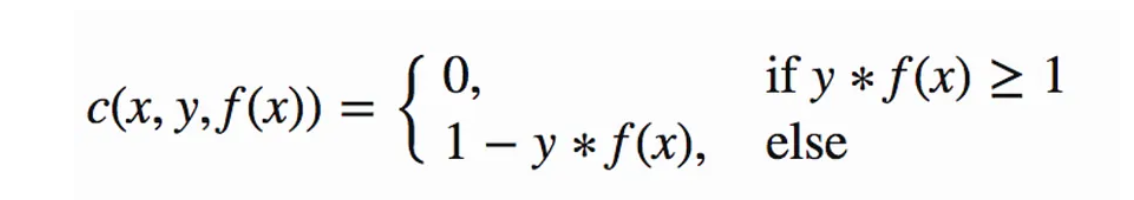 c(x, y, f(x)) = { 0, if y * f(x) ≥ 1
1 − y * f(x), else